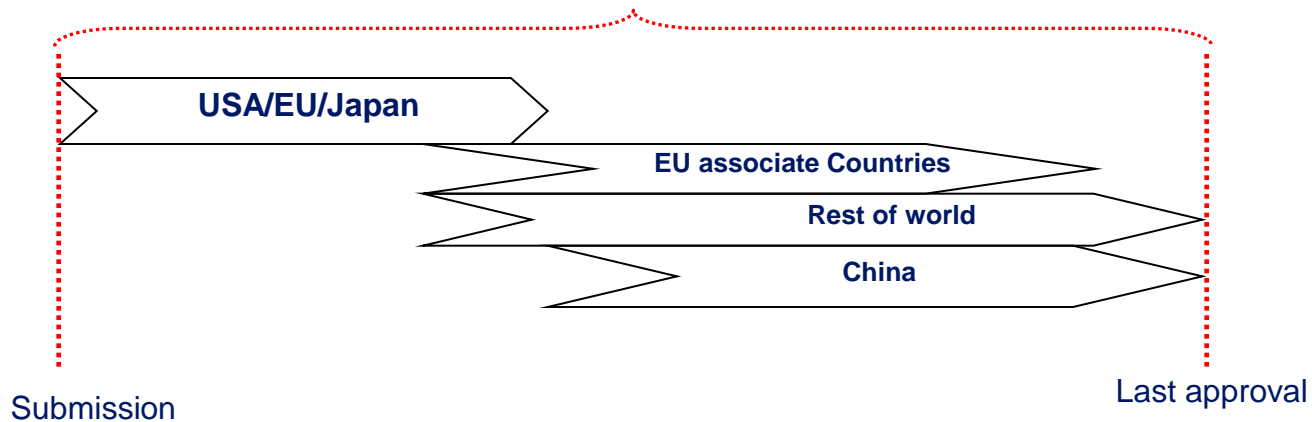 USA/EU/Japan
EU associate Countries
Rest of world
China
Submission
Last approval